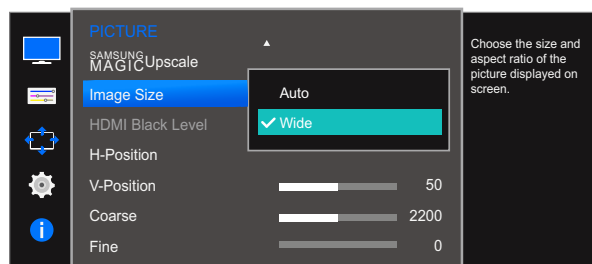 PICTURE
SAMSUNG
MAGIC Upscale
Image Size
Auto
Wide
HDMI Black Level
H-Position
V-Position 50
Coarse 2200
Fine 0
Choose the size and
aspect ratio of the
picture displayed on
screen.